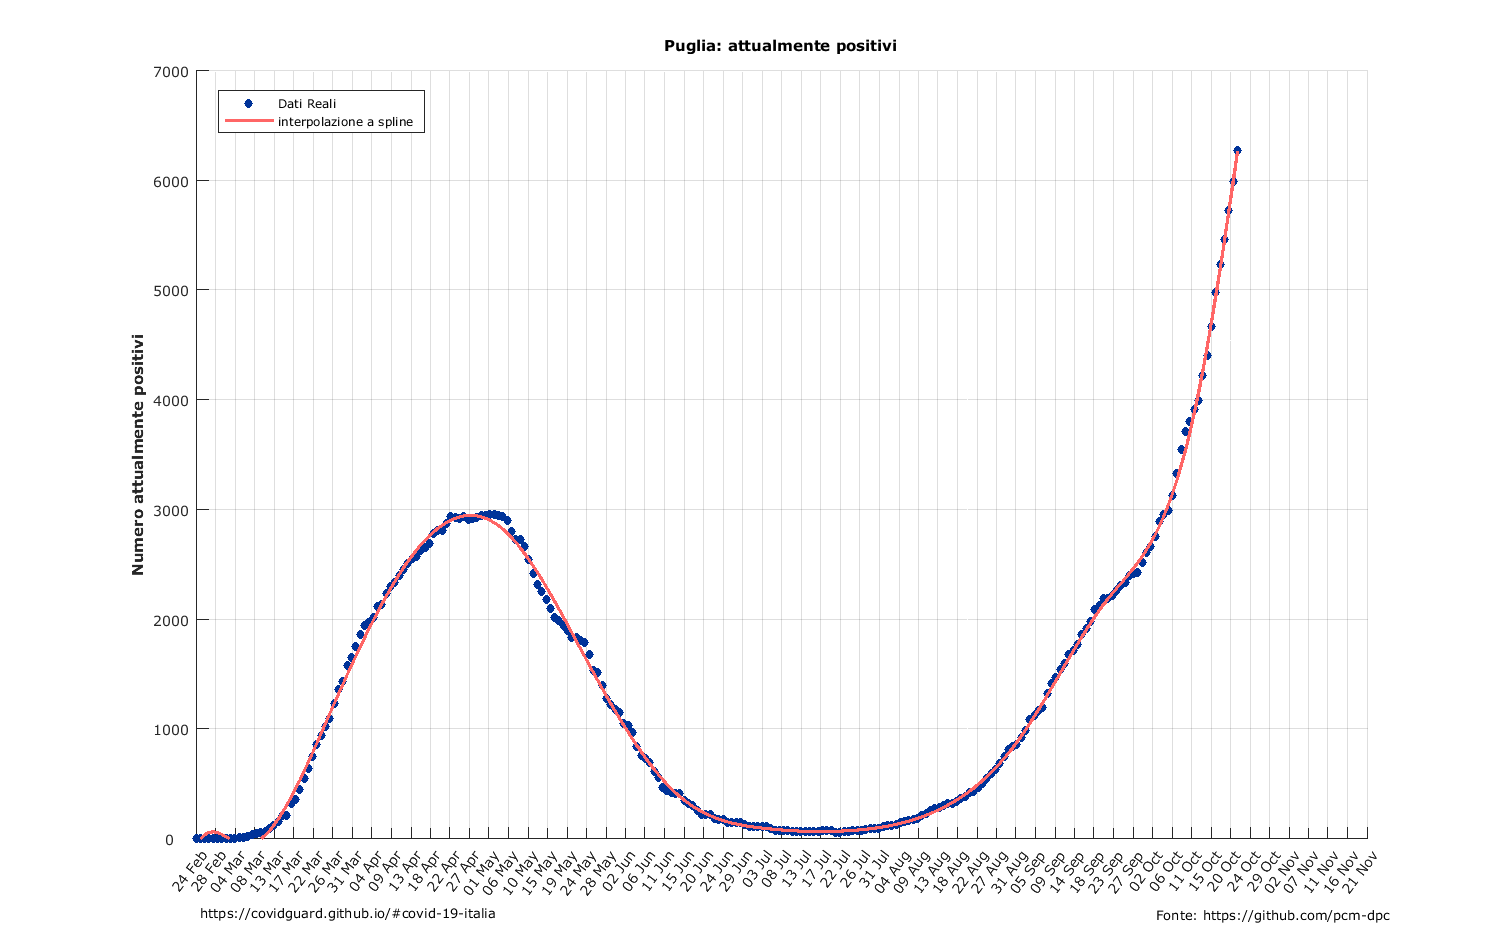 Puglia: attualmente positivi
Dati Reali
interpolazione a spline
Numero attualmente positivi
7000
6000
5000
4000
3000
2000
1000
0
24 Feb
28 Feb
04 Mar
08 Mar
13 Mar
17 Mar
22 Mar
26 Mar
31 Mar
04 Apr
09 Apr
13 Apr
18 Apr
22 Apr
27 Apr
01 May
06 May
10 May
15 May
19 May
24 May
28 May
02 Jun
06 Jun
11 Jun
15 Jun
20 Jun
24 Jun
29 Jun
03 Jul
08 Jul
13 Jul
17 Jul
22 Jul
26 Jul
31 Jul
04 Aug
09 Aug
13 Aug
18 Aug
22 Aug
27 Aug
31 Aug
05 Sep
09 Sep
14 Sep
18 Sep
23 Sep
27 Sep
02 Oct
06 Oct
11 Oct
15 Oct
20 Oct
24 Oct
29 Oct
02 Nov
07 Nov
11 Nov
16 Nov
21 Nov
https://covidguard.github.io/#covid-19-italia
Fonte: https://github.com/pcm-dpc